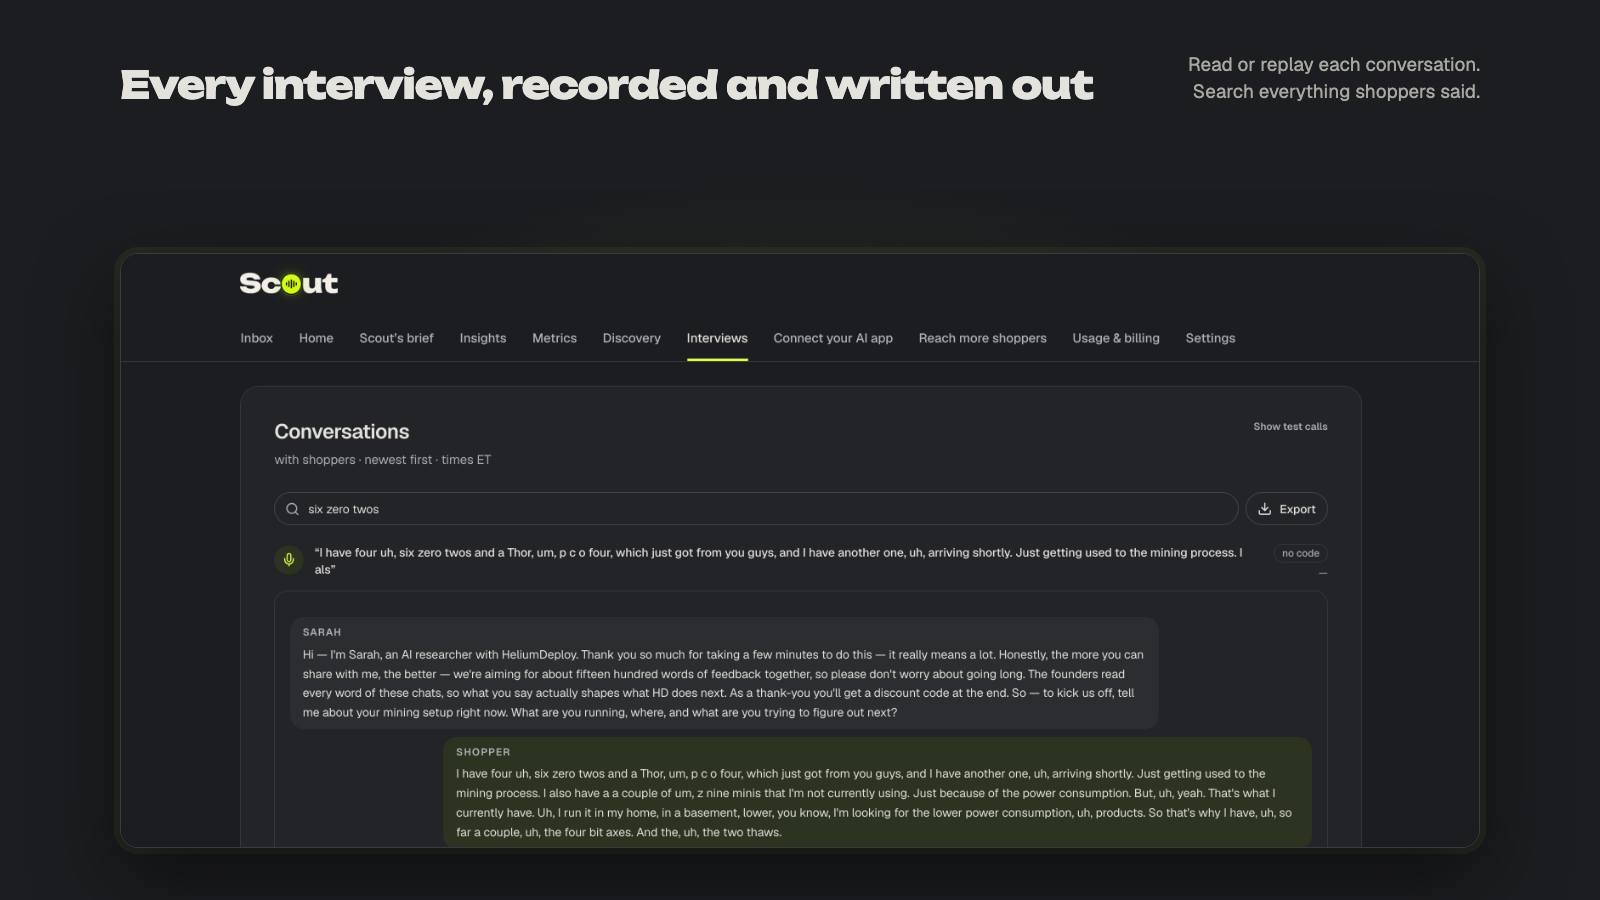 Every interview, recorded and written out
Read or replay each conversation.
Search everything shoppers said.
Scout
Inbox Home Scout's brief Insights Metrics Discovery Interviews Connect your AI app Reach more shoppers Usage & billing Settings
Conversations
Show test calls
with shoppers · newest first · times ET
six zero twos
Export
“I have four uh, six zero twos and a Thor, um, p c o four, which just got from you guys, and I have another one, uh, arriving shortly. Just getting used to the mining process. I
als”
no code
—
SARAH
Hi — I'm Sarah, an AI researcher with HeliumDeploy. Thank you so much for taking a few minutes to do this — it really means a lot. Honestly, the more you can
share with me, the better — we're aiming for about fifteen hundred words of feedback together, so please don't worry about going long. The founders read
every word of these chats, so what you say actually shapes what HD does next. As a thank-you you'll get a discount code at the end. So — to kick us off, tell
me about your mining setup right now. What are you running, where, and what are you trying to figure out next?
SHOPPER
I have four uh, six zero twos and a Thor, um, p c o four, which just got from you guys, and I have another one, uh, arriving shortly. Just getting used to the
mining process. I also have a a couple of um, z nine minis that I'm not currently using. Just because of the power consumption. But, uh, yeah. That's what I
currently have. Uh, I run it in my home, in a basement, lower, you know, I'm looking for the lower power consumption, uh, products. So that's why I have, uh, so
far a couple, uh, the four bit axes. And the, uh, the two thaws.